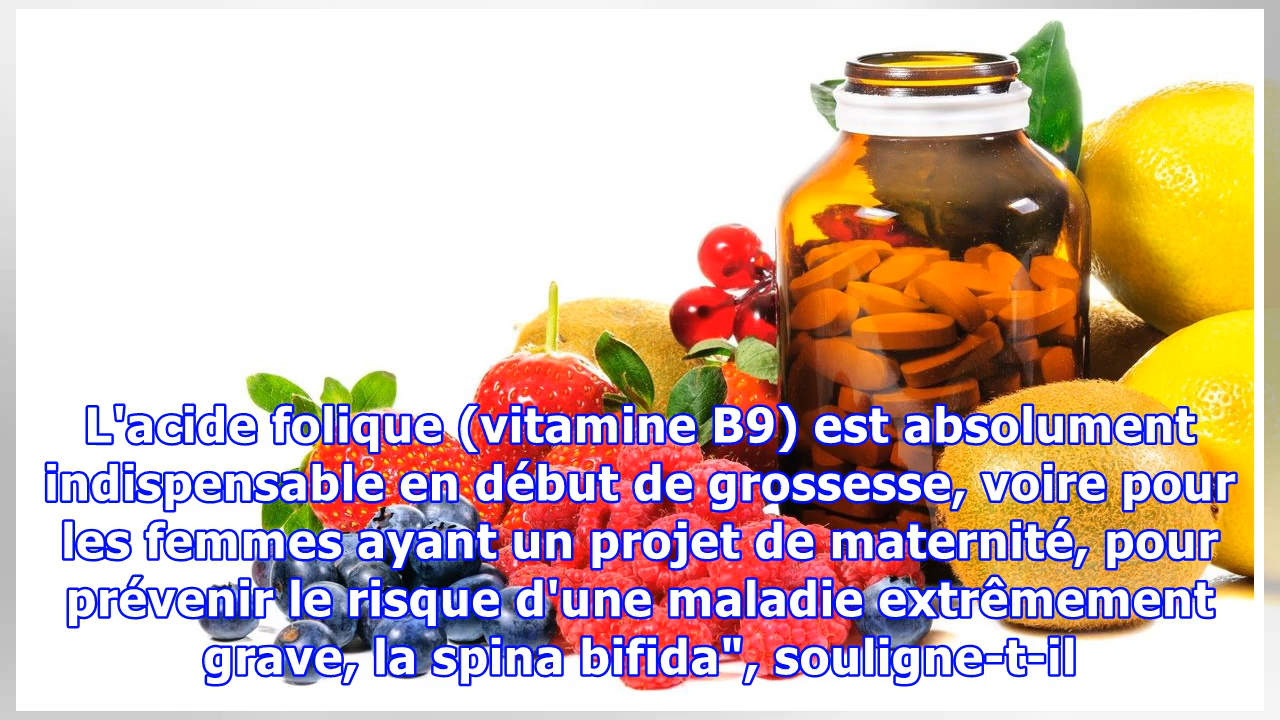 L'acide folique (vitamine B9) est absolument
indispensable en début de grossesse, voire pour
les femmes ayant un projet de maternité, pour
prévenir le risque d'une maladie extrêmement
grave, la spina bifida", souligne-t-il